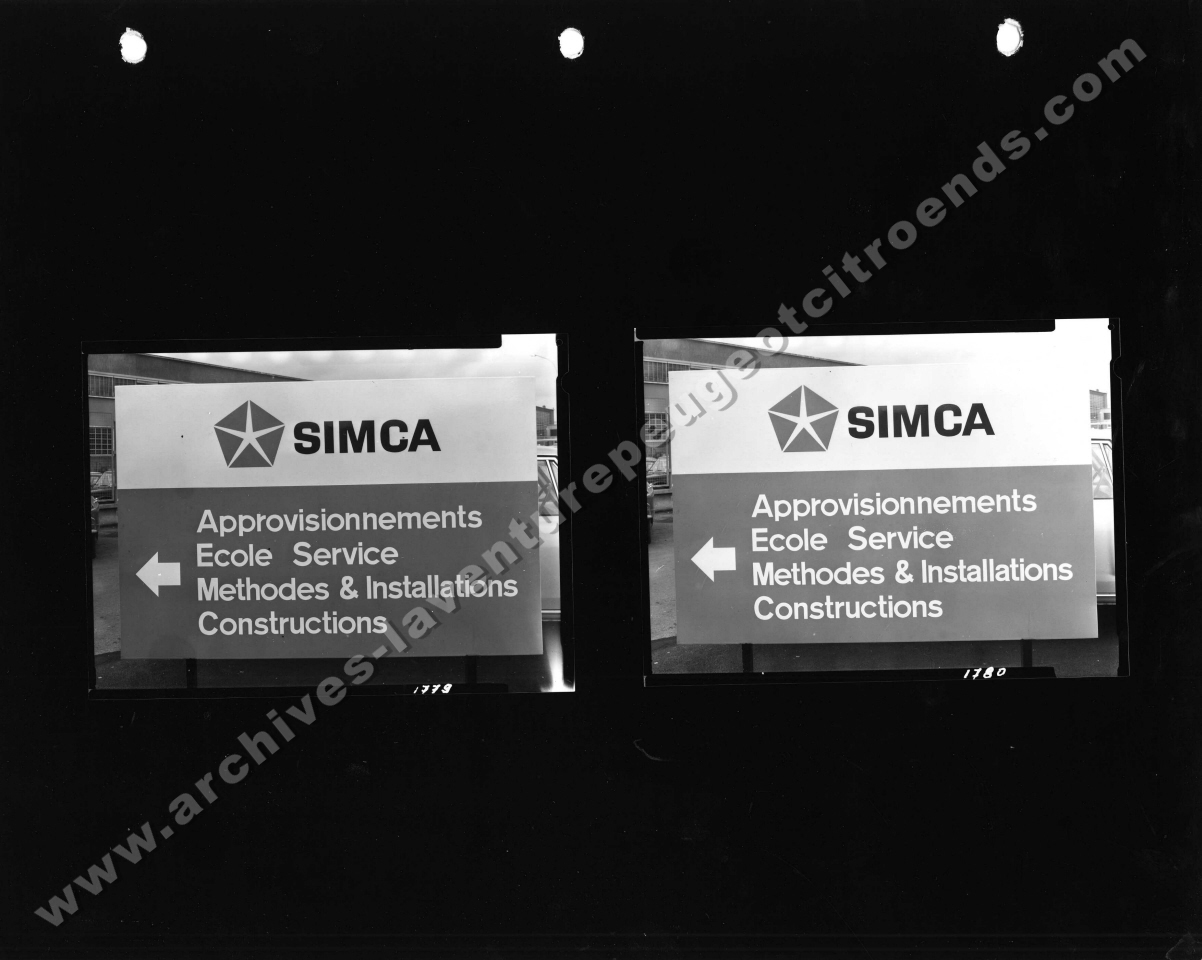 SIMCA
Approvisionnements
Ecole Service
Methodes & Installations
Constructions
1779
SIMCA
Approvisionnements
Ecole Service
Methodes & Installations
Constructions
1780
www.archives-laventurepeugeotcitroends.com